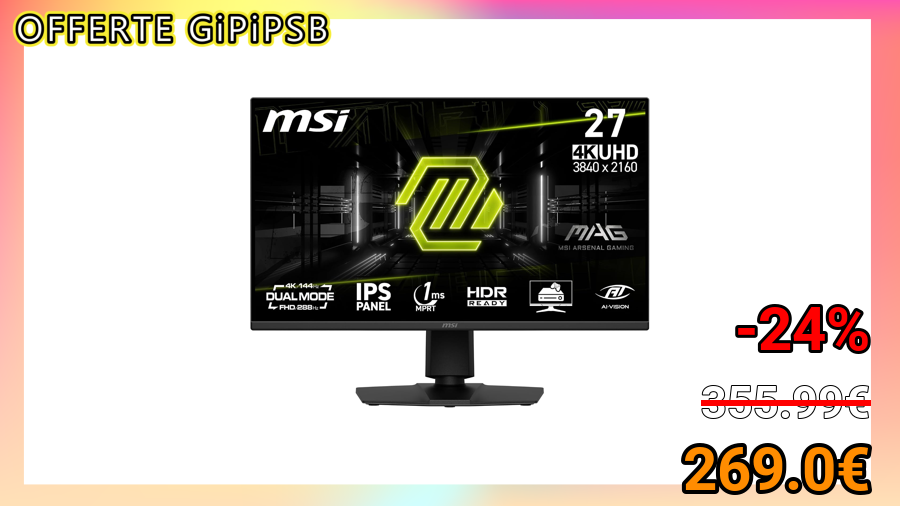 OFFERTE GiPiPSB
msi
27
4K UHD
3840 x 2160
MAG
MSI ARSENAL GAMING
4K 144Hz
DUAL MODE
FHD 288Hz
IPS
PANEL
1ms
MPRT
HDR
READY
AI
AI-VISION
msi
-24%
355.99€
269.0€